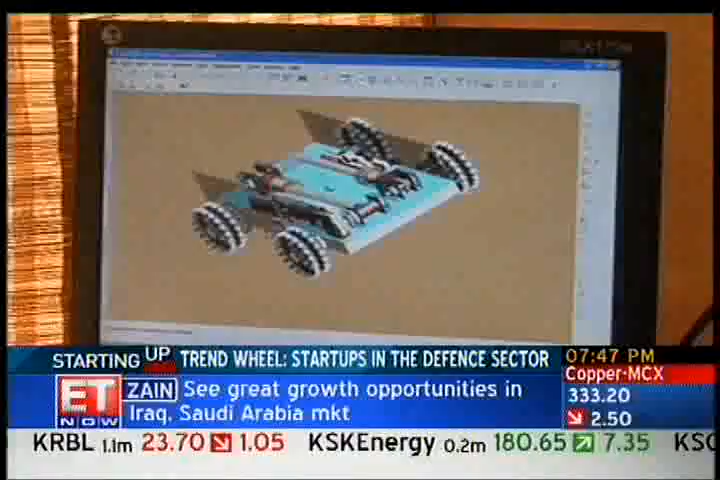 STARTING UP TREND WHEEL: STARTUPS IN THE DEFENCE SECTOR
07:47 PM
Copper-MCX
333.20
2.50
ET NOW
ZAIN See great growth opportunities in
Iraq, Saudi Arabia mkt
KRBL 1.1m 23.70 1.05 KSKEnergy 0.2m 180.65 7.35 KSC